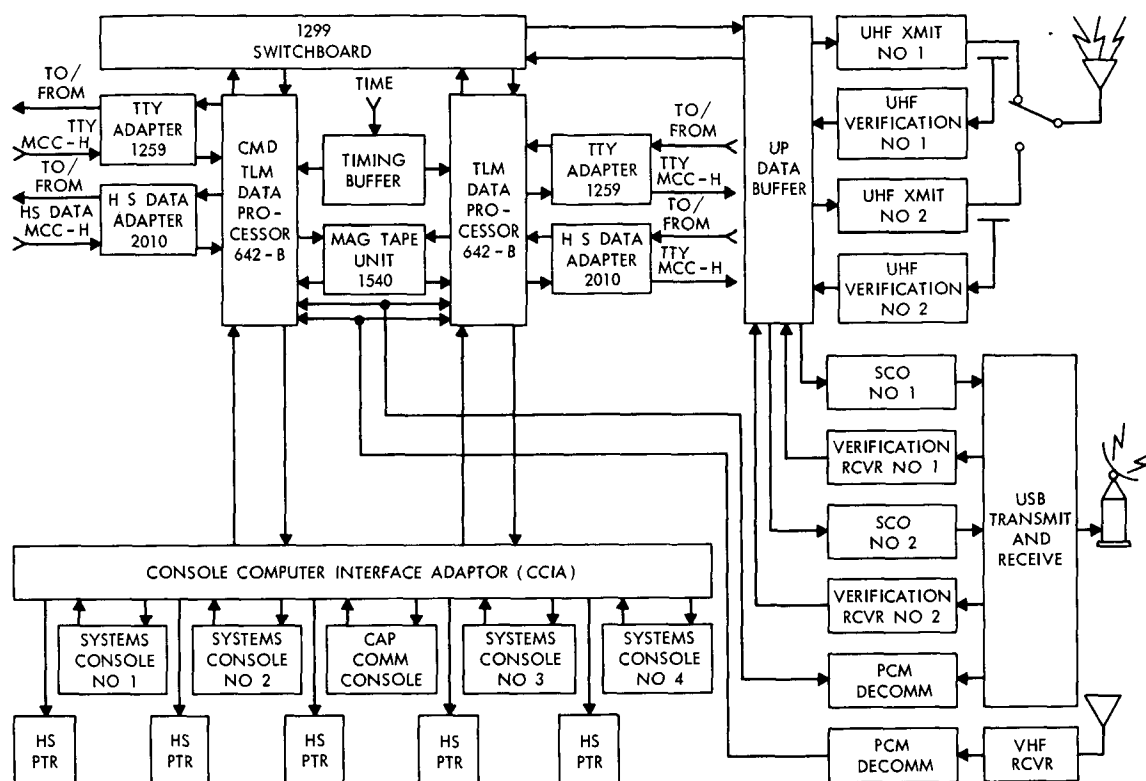 1299
SWITCHBOARD
TO/
FROM
TTY
MCC-H
TO/
FROM
HS DATA
MCC-H
TTY
ADAPTER
1259
H S DATA
ADAPTER
2010
CMD
TLM
DATA
PRO-
CESSOR
642-B
TIME
TIMING
BUFFER
MAG TAPE
UNIT
1540
TLM
DATA
PRO-
CESSOR
642-B
TTY
ADAPTER
1259
H S DATA
ADAPTER
2010
TO/
FROM
TTY
MCC-H
TO/
FROM
TTY
MCC-H
UP
DATA
BUFFER
UHF XMIT
NO 1
UHF
VERIFICATION
NO 1
UHF XMIT
NO 2
UHF
VERIFICATION
NO 2
SCO
NO 1
VERIFICATION
RCVR NO 1
SCO
NO 2
VERIFICATION
RCVR NO 2
PCM
DECOMM
PCM
DECOMM
USB
TRANSMIT
AND
RECEIVE
VHF
RCVR
CONSOLE COMPUTER INTERFACE ADAPTOR (CCIA)
SYSTEMS
CONSOLE
NO 1
SYSTEMS
CONSOLE
NO 2
CAP
COMM
CONSOLE
SYSTEMS
CONSOLE
NO 3
SYSTEMS
CONSOLE
NO 4
HS
PTR
HS
PTR
HS
PTR
HS
PTR
HS
PTR